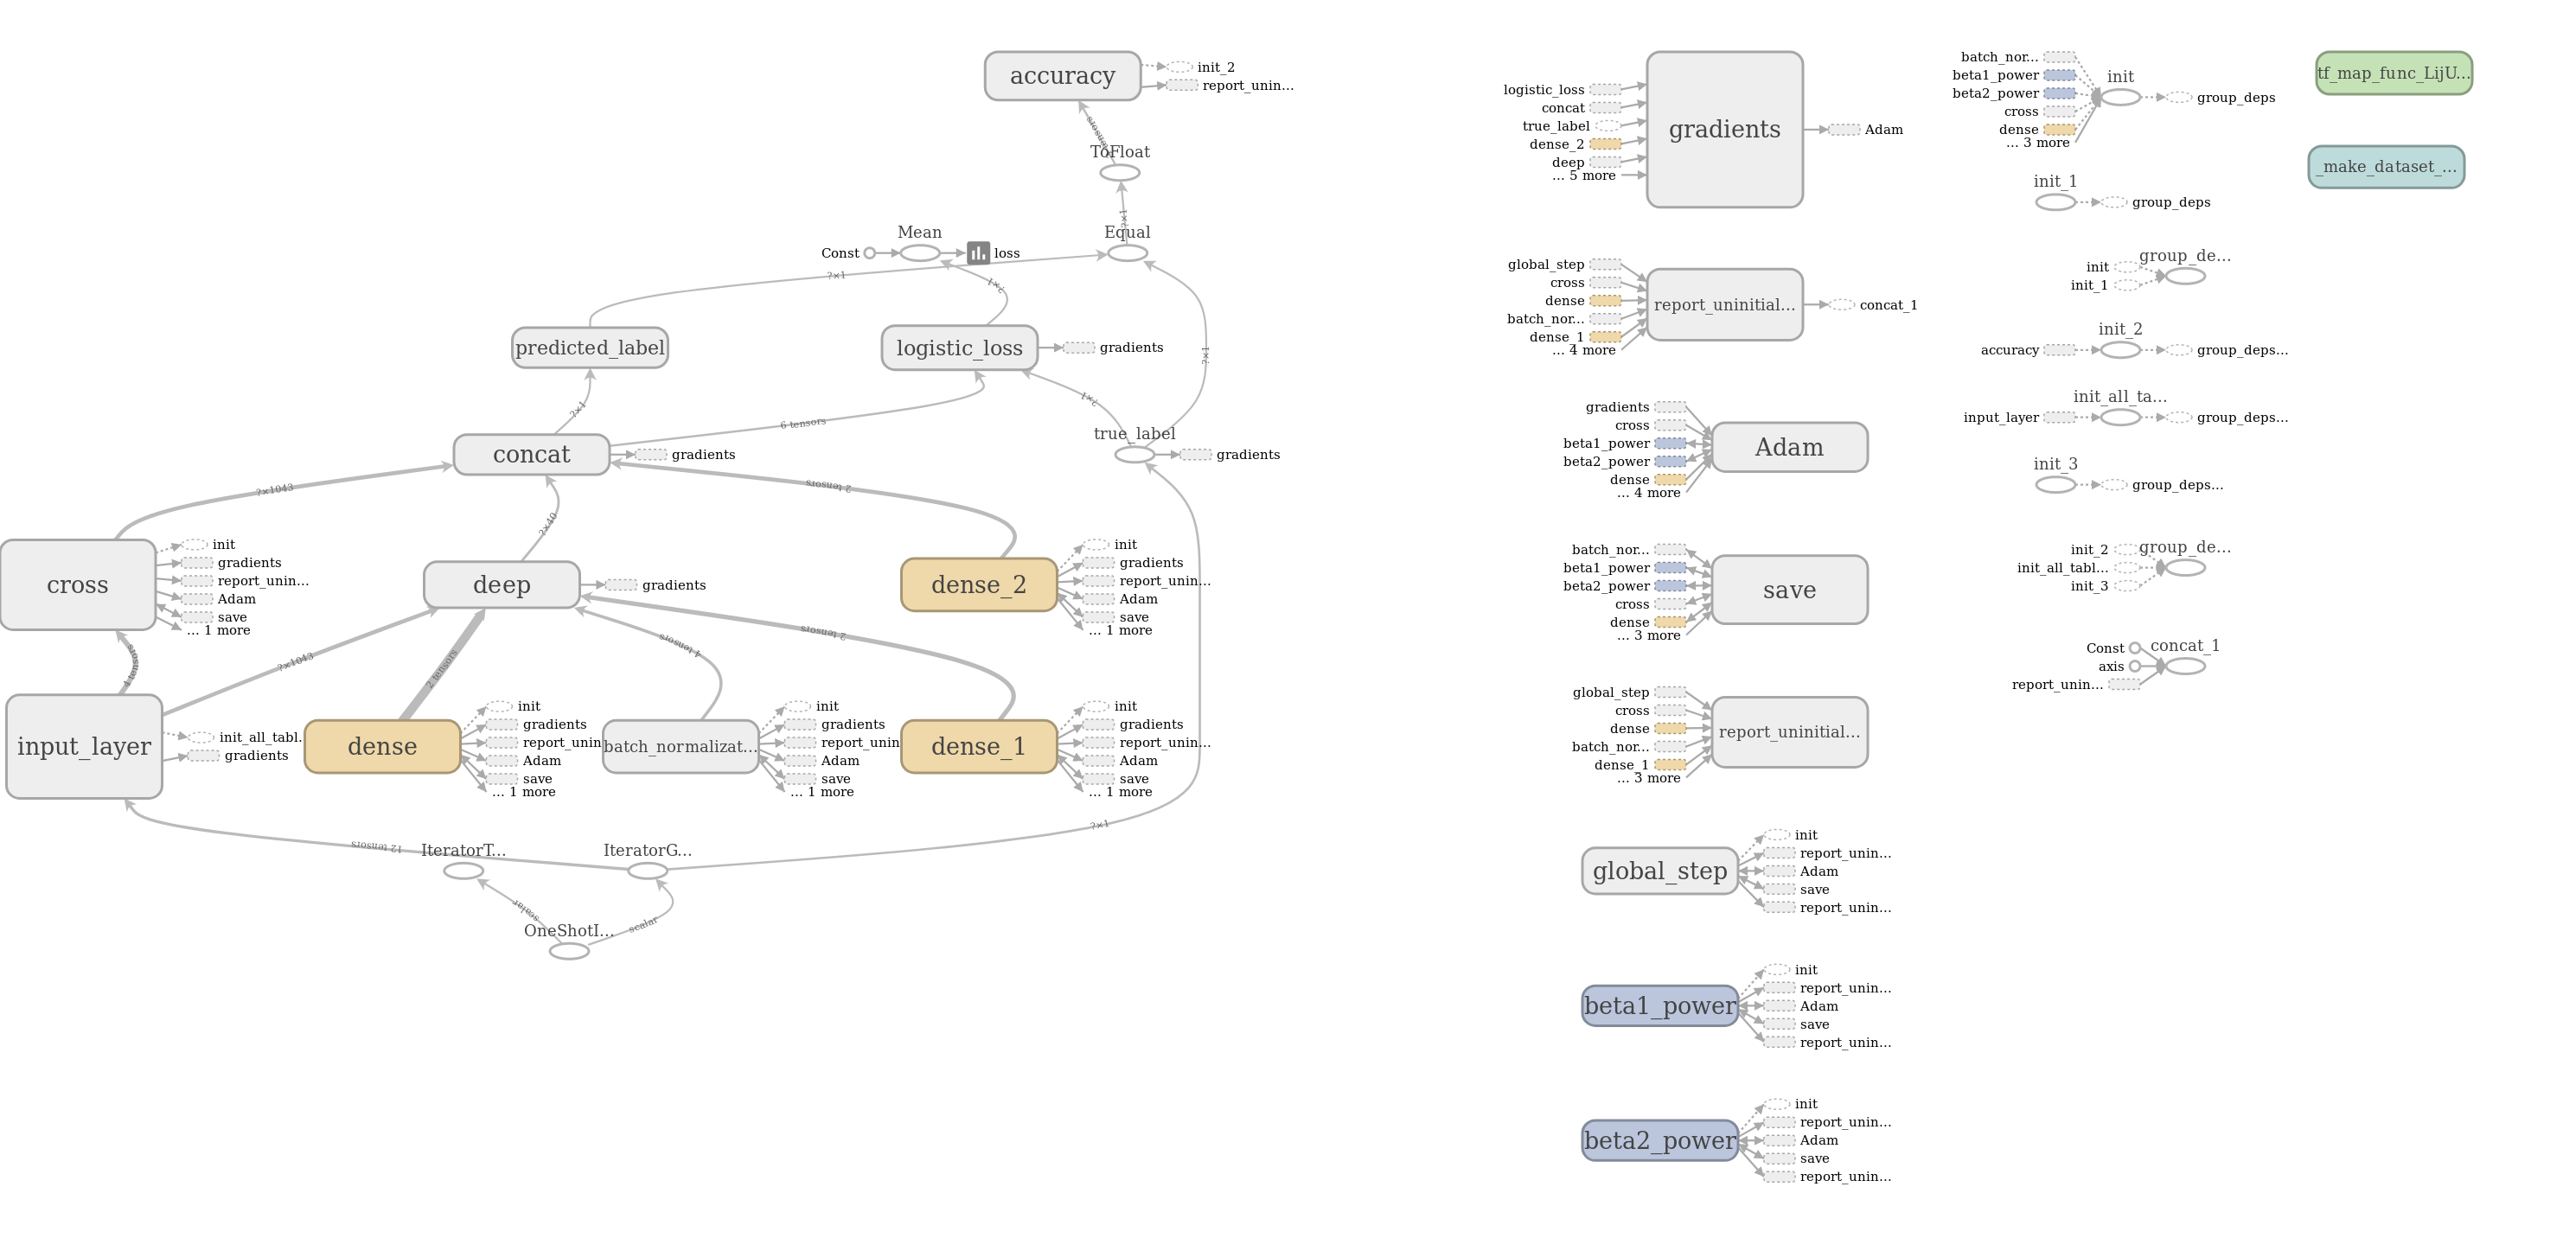 accuracy
init_2
report_unin...
ToFloat
Mean
Equal
?×1
Const
loss
?×1
?×1
predicted_label
logistic_loss
gradients
?×1
?×1
6 tensors
?×1
true_label
concat
gradients
gradients
?×1043
2 tensors
?×40
cross
init
gradients
report_unin...
Adam
save
... 1 more
deep
gradients
dense_2
init
gradients
report_unin...
Adam
save
... 1 more
?×1043
2 tensors
4 tensors
2 tensors
input_layer
init_all_tabl.
gradients
dense
init
gradients
report_unin
Adam
save
... 1 more
batch_normalizat...
init
gradients
report_unin
Adam
save
... 1 more
dense_1
init
gradients
report_unin...
Adam
save
... 1 more
?×1
12 tensors
IteratorT...
IteratorG...
scalar
scalar
OneShotI...
logistic_loss
concat
true_label
dense_2
deep
... 5 more
gradients
Adam
global_step
cross
dense
batch_nor...
dense_1
... 4 more
report_uninitial...
concat_1
gradients
cross
beta1_power
beta2_power
dense
... 4 more
Adam
batch_nor...
beta1_power
beta2_power
cross
dense
... 3 more
save
global_step
cross
dense
batch_nor...
dense_1
... 3 more
report_uninitial...
global_step
init
report_unin...
Adam
save
report_unin...
beta1_power
init
report_unin...
Adam
save
report_unin...
beta2_power
init
report_unin...
Adam
save
report_unin...
batch_nor...
beta1_power
beta2_power
cross
dense
... 3 more
init
group_deps
init_1
group_deps
group_de...
init
init_1
init_2
accuracy
group_deps...
init_all_ta...
input_layer
group_deps...
init_3
group_deps...
group_de...
init_2
init_all_tabl...
init_3
concat_1
Const
axis
report_unin...
tf_map_func_LijU...
_make_dataset_...